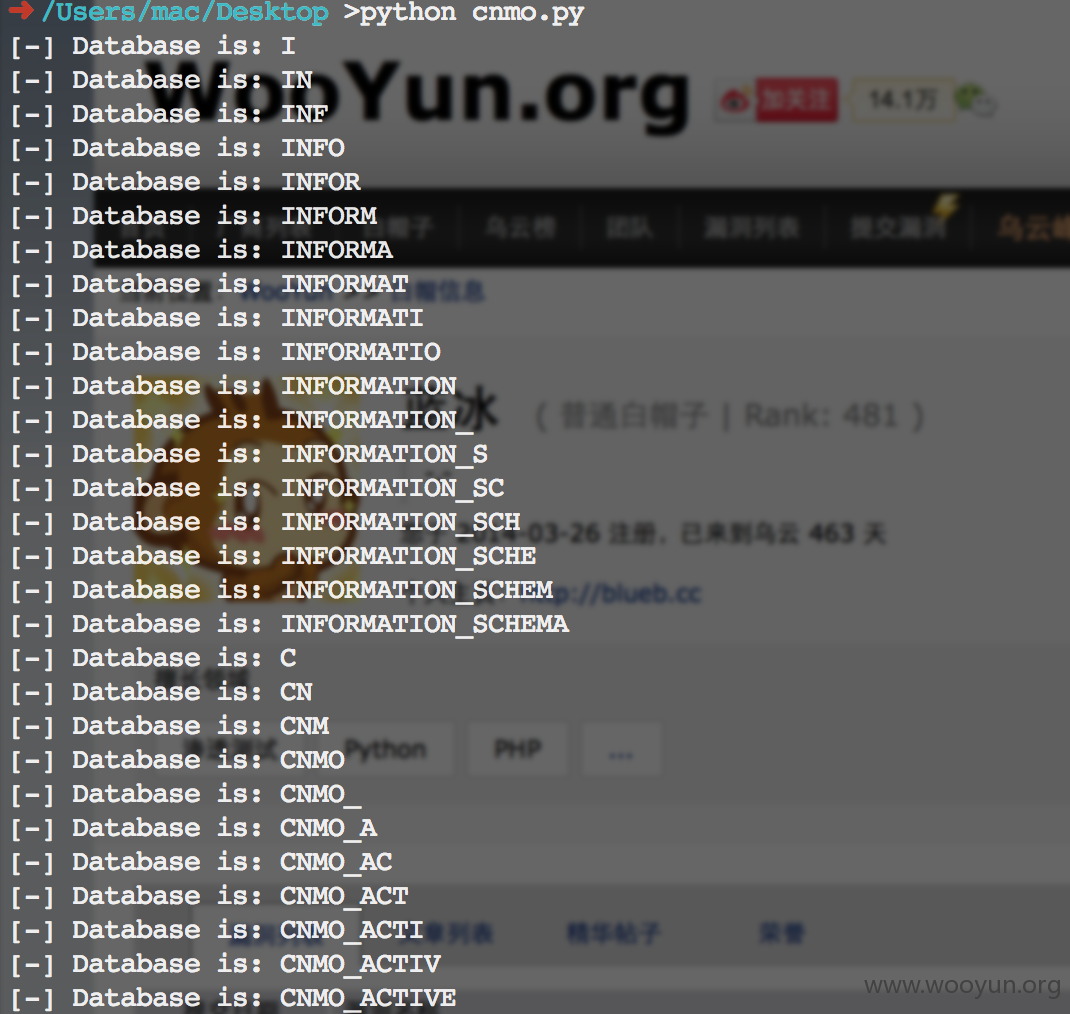 ➜ /Users/mac/Desktop >python cnmo.py
[-] Database is: I
[-] Database is: IN
[-] Database is: INF
[-] Database is: INFO
[-] Database is: INFOR
[-] Database is: INFORM
[-] Database is: INFORMA
[-] Database is: INFORMAT
[-] Database is: INFORMATI
[-] Database is: INFORMATIO
[-] Database is: INFORMATION
[-] Database is: INFORMATION_
[-] Database is: INFORMATION_S
[-] Database is: INFORMATION_SC
[-] Database is: INFORMATION_SCH
[-] Database is: INFORMATION_SCHE
[-] Database is: INFORMATION_SCHEM
[-] Database is: INFORMATION_SCHEMA
[-] Database is: C
[-] Database is: CN
[-] Database is: CNM
[-] Database is: CNMO
[-] Database is: CNMO_
[-] Database is: CNMO_A
[-] Database is: CNMO_AC
[-] Database is: CNMO_ACT
[-] Database is: CNMO_ACTI
[-] Database is: CNMO_ACTIV
[-] Database is: CNMO_ACTIVE
WooYun.org
加关注
14.1万
乌云榜
团队
漏洞列表
提交漏洞
WooYun >> 白帽信息
冰 ( 普通白帽子 | Rank: 481 )
2014-03-26 注册，已来到乌云 463 天
http://blueb.cc
Python
PHP
...
精华帖子
荣誉
www.wooyun.org